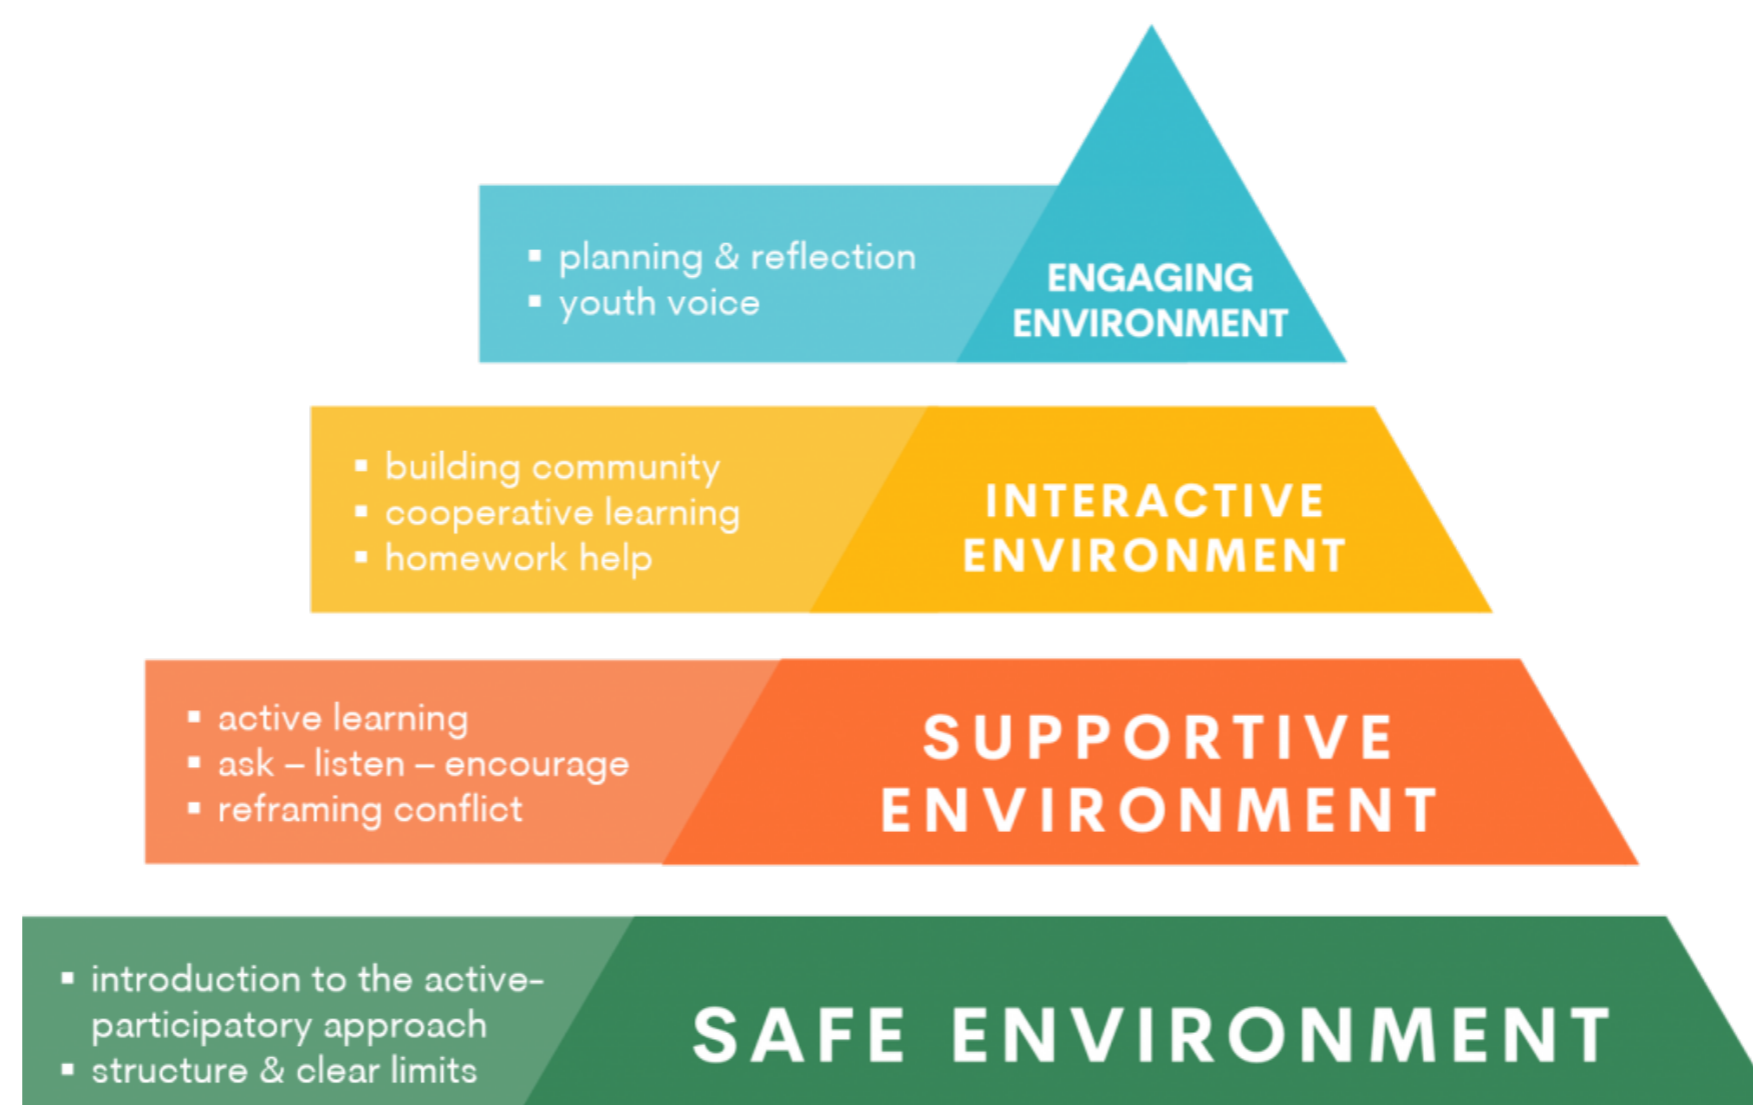 ▪ planning & reflection
▪ youth voice
ENGAGING
ENVIRONMENT
▪ building community
▪ cooperative learning
▪ homework help
INTERACTIVE
ENVIRONMENT
▪ active learning
▪ ask – listen – encourage
▪ reframing conflict
SUPPORTIVE
ENVIRONMENT
▪ introduction to the active-
participatory approach
▪ structure & clear limits
SAFE ENVIRONMENT